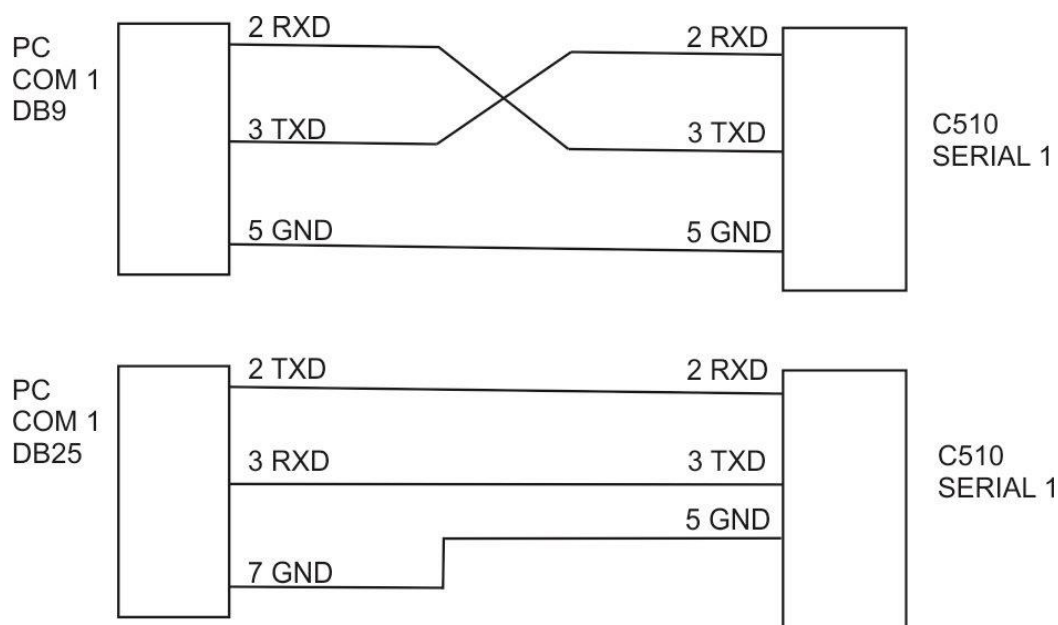 PC
COM 1
DB9
2 RXD
3 TXD
5 GND
2 RXD
3 TXD
5 GND
C510
SERIAL 1
PC
COM 1
DB25
2 TXD
3 RXD
7 GND
2 RXD
3 TXD
5 GND
C510
SERIAL 1